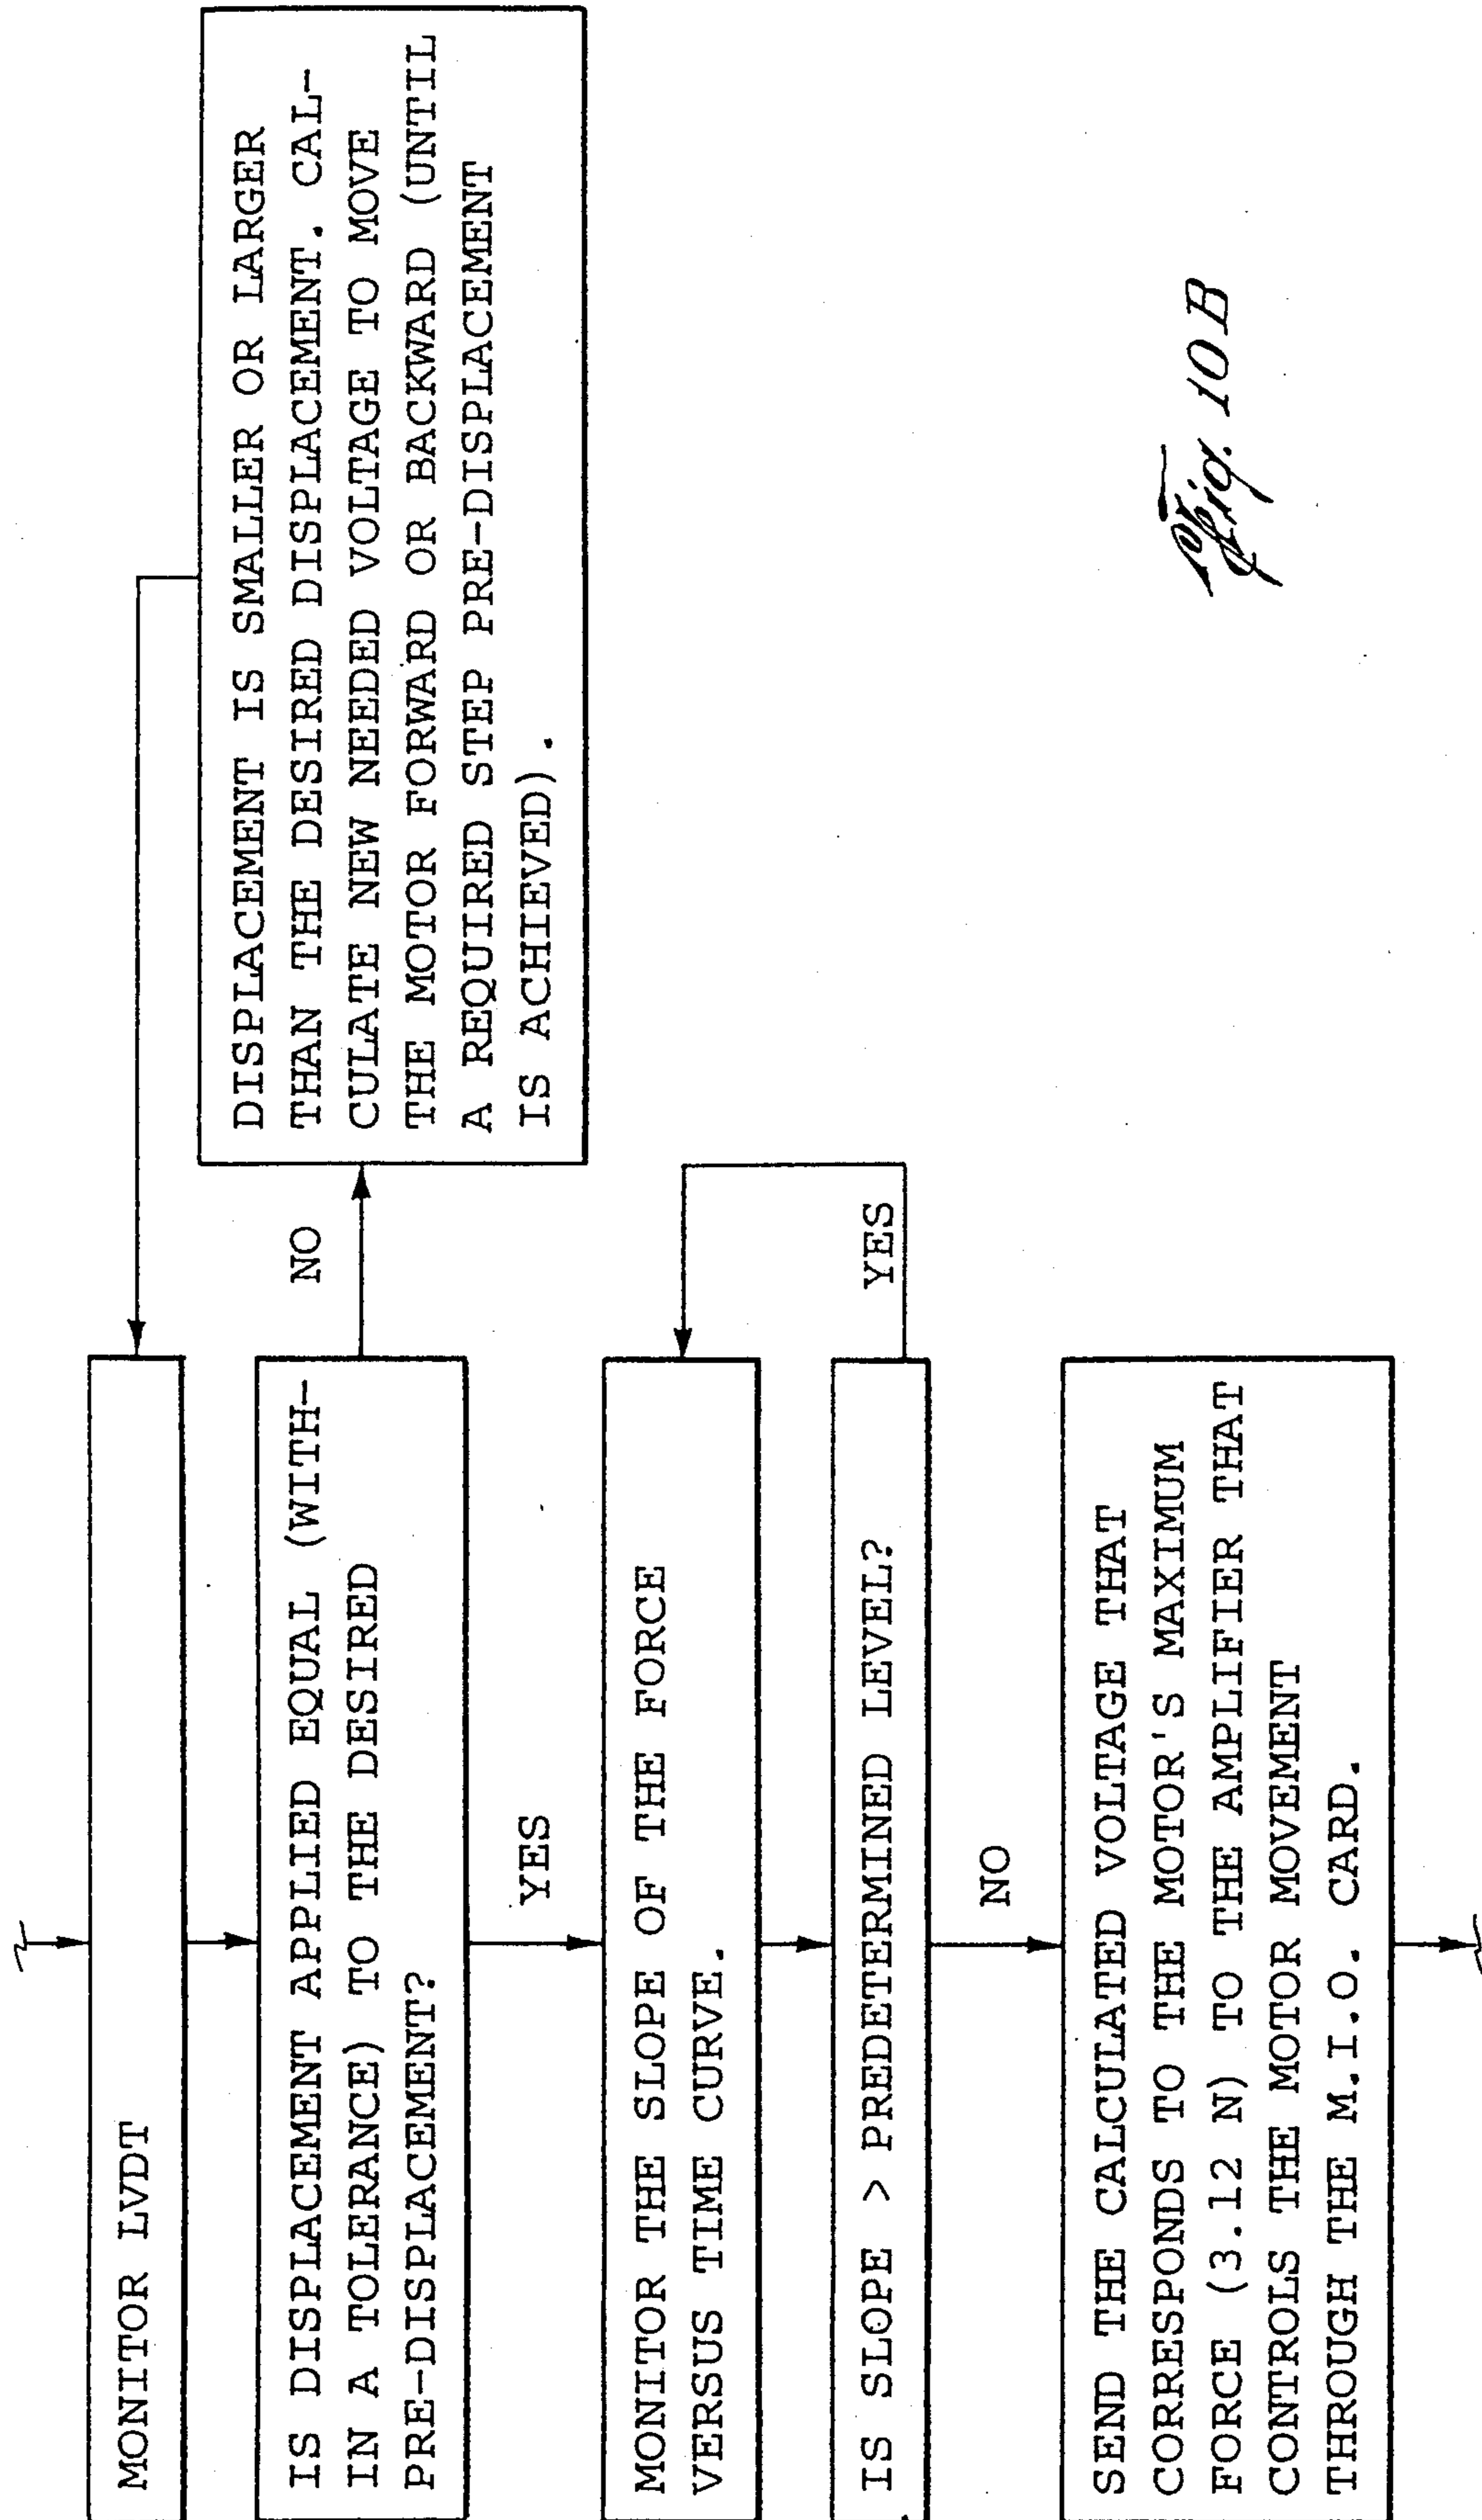 MONITOR LVDT
IS DISPLACEMENT APPLIED EQUAL (WITH-
IN A TOLERANCE) TO THE DESIRED
PRE-DISPLACEMENT?
NO
DISPLACEMENT IS SMALLER OR LARGER
THAN THE DESIRED DISPLACEMENT. CAL-
CULATE NEW NEEDED VOLTAGE TO MOVE
THE MOTOR FORWARD OR BACKWARD (UNTIL
A REQUIRED STEP PRE-DISPLACEMENT
IS ACHIEVED).
YES
MONITOR THE SLOPE OF THE FORCE
VERSUS TIME CURVE.
IS SLOPE > PREDETERMINED LEVEL?
YES
NO
SEND THE CALCULATED VOLTAGE THAT
CORRESPONDS TO THE MOTOR'S MAXIMUM
FORCE (3.12 N) TO THE AMPLIFIER THAT
CONTROLS THE MOTOR MOVEMENT
THROUGH THE M.I.O. CARD.
Fig. 10B